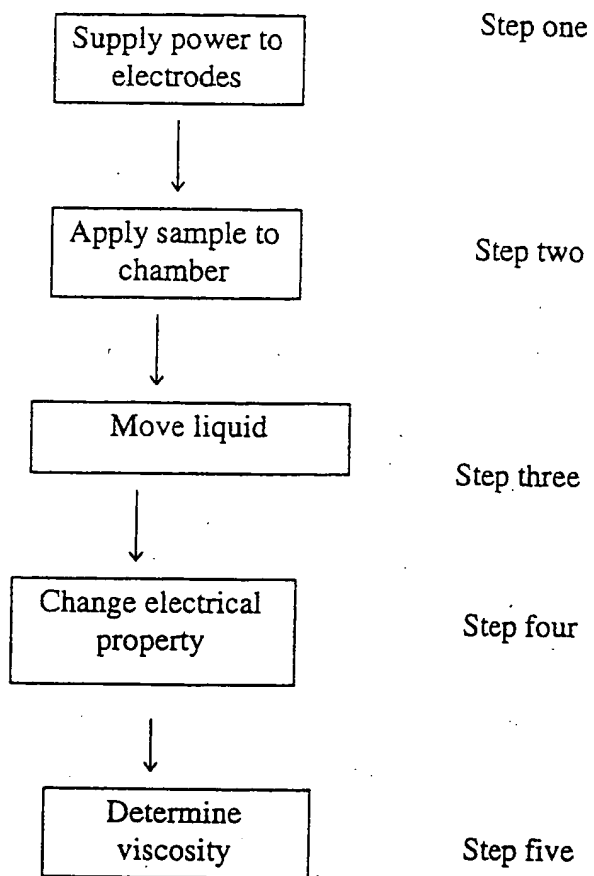 Supply power to
electrodes
Step one
Apply sample to
chamber
Step two
Move liquid
Step three
Change electrical
property
Step four
Determine
viscosity
Step five